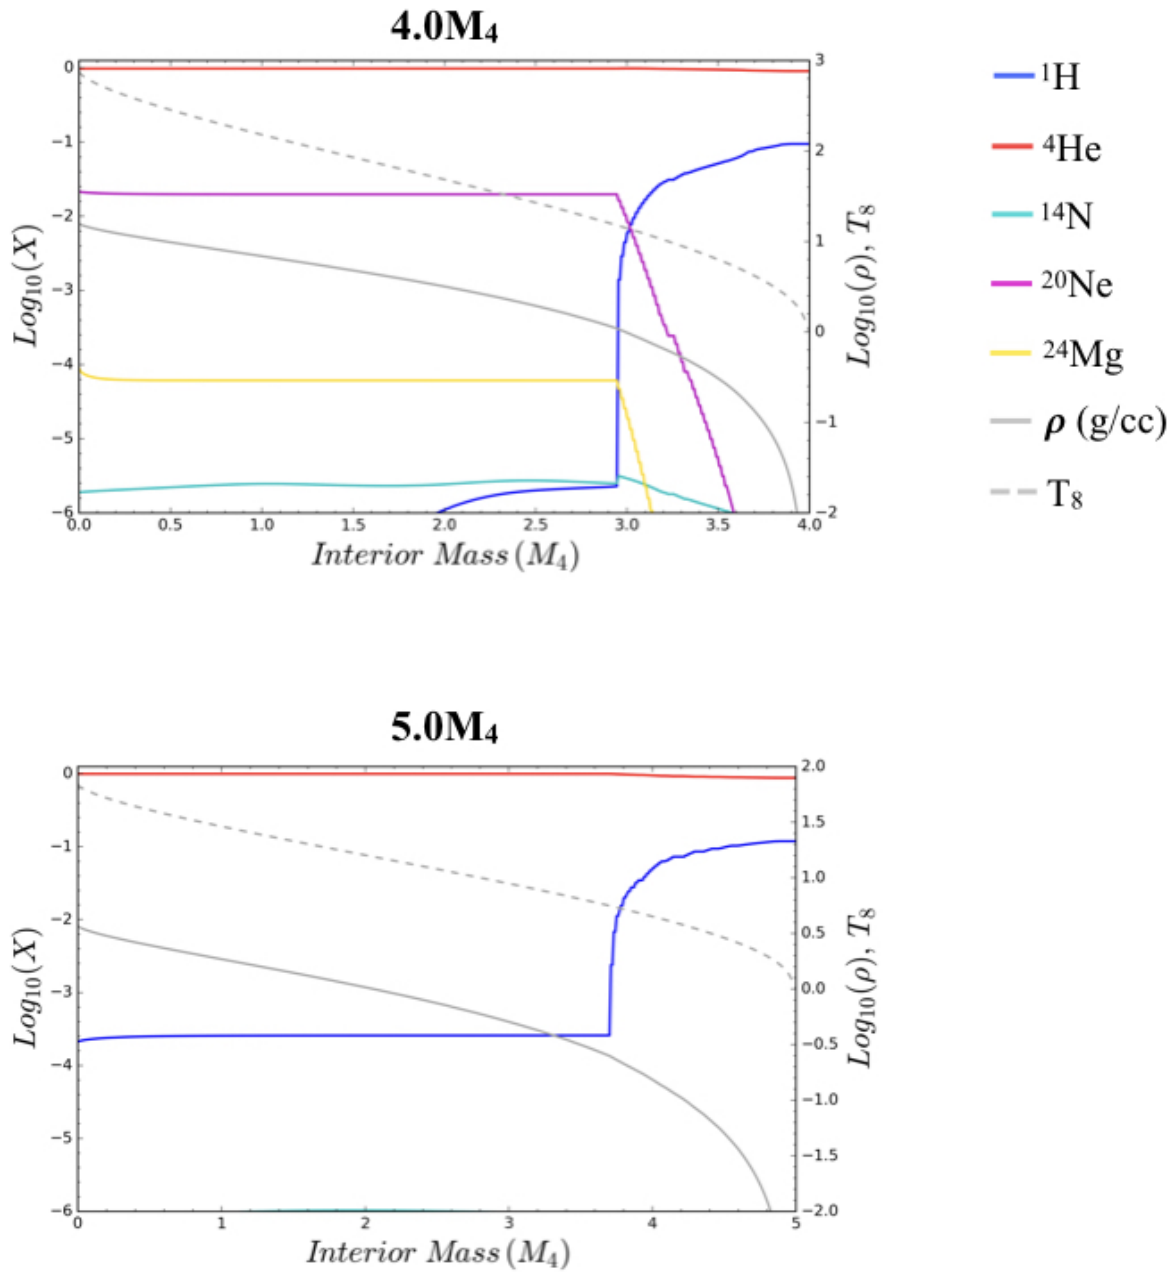 4.0M₄
0
−1
−2
−3
−4
−5
−6
Log₁₀(X)
3
2
1
0
−1
−2
Log₁₀(ρ), T₈
0.0 0.5 1.0 1.5 2.0 2.5 3.0 3.5 4.0
Interior Mass (M₄)
¹H
⁴He
¹⁴N
²⁰Ne
²⁴Mg
ρ (g/cc)
T₈
5.0M₄
0
−1
−2
−3
−4
−5
−6
Log₁₀(X)
2.0
1.5
1.0
0.5
0.0
−0.5
−1.0
−1.5
−2.0
Log₁₀(ρ), T₈
0 1 2 3 4 5
Interior Mass (M₄)